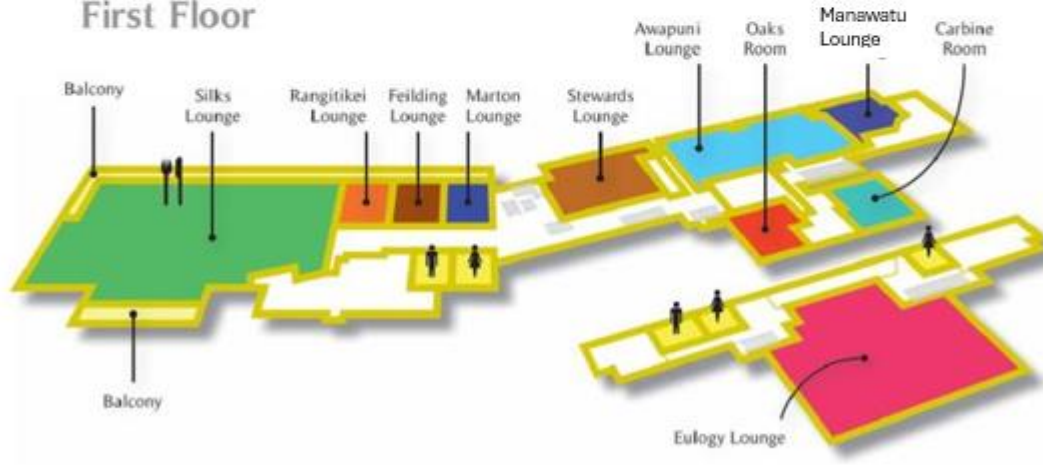 First Floor
Balcony
Silks
Lounge
Rangitikei
Lounge
Feilding
Lounge
Marton
Lounge
Stewards
Lounge
Awapuni
Lounge
Oaks
Room
Manawatu
Lounge
Carbine
Room
Balcony
Eulogy Lounge